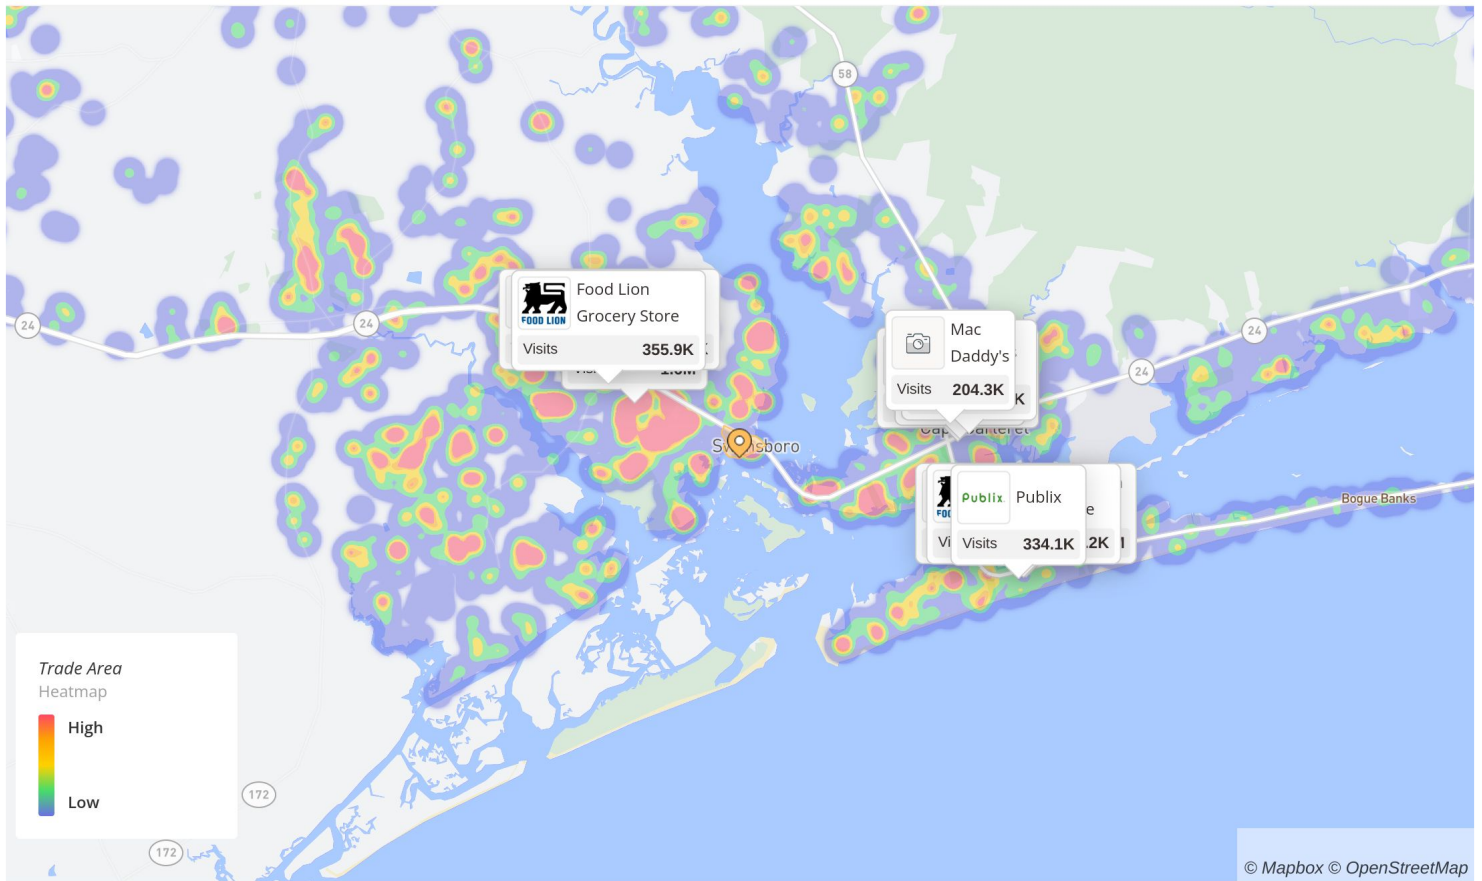 58
24
24
24
24
Food Lion
Grocery Store
FOOD LION
Visits 355.9K
Mac
Daddy's
Visits 204.3K
K
Publix
Publix
Visits 334.1K
.2K
e
Bogue Banks
Trade Area
Heatmap
High
Low
172
172
© Mapbox © OpenStreetMap